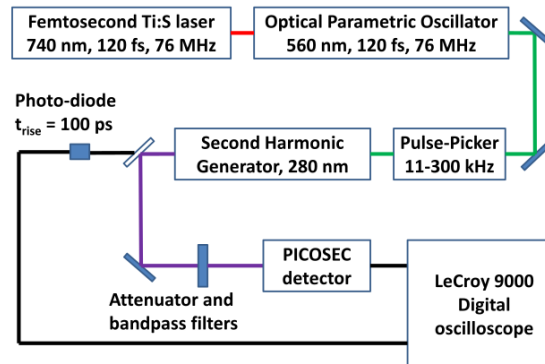 Femtosecond Ti:S laser
740 nm, 120 fs, 76 MHz
Optical Parametric Oscillator
560 nm, 120 fs, 76 MHz
Photo-diode
trise = 100 ps
Second Harmonic
Generator, 280 nm
Pulse-Picker
11-300 kHz
PICOSEC
detector
Attenuator and
bandpass filters
LeCroy 9000
Digital
oscilloscope